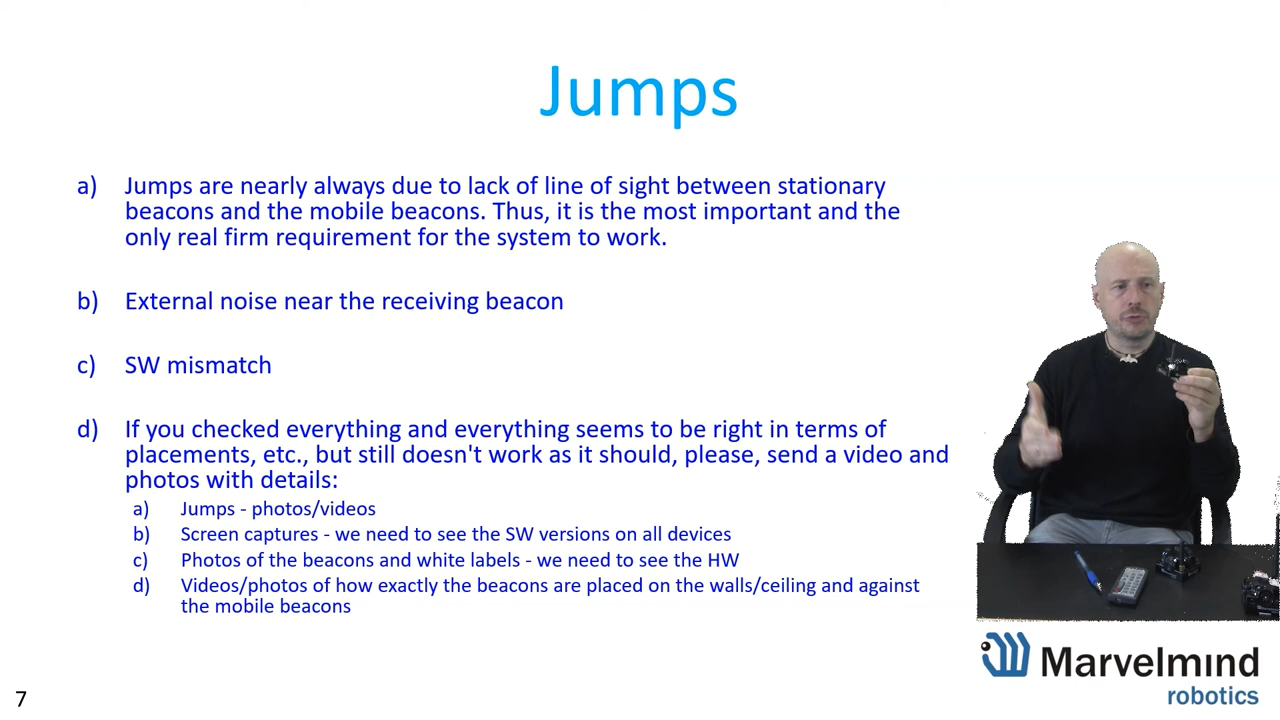 Jumps
a) Jumps are nearly always due to lack of line of sight between stationary
beacons and the mobile beacons. Thus, it is the most important and the
only real firm requirement for the system to work.
b) External noise near the receiving beacon
c) SW mismatch
d) If you checked everything and everything seems to be right in terms of
placements, etc., but still doesn't work as it should, please, send a video and
photos with details:
a) Jumps - photos/videos
b) Screen captures - we need to see the SW versions on all devices
c) Photos of the beacons and white labels - we need to see the HW
d) Videos/photos of how exactly the beacons are placed on the walls/ceiling and against
the mobile beacons
Marvelmind
robotics
7